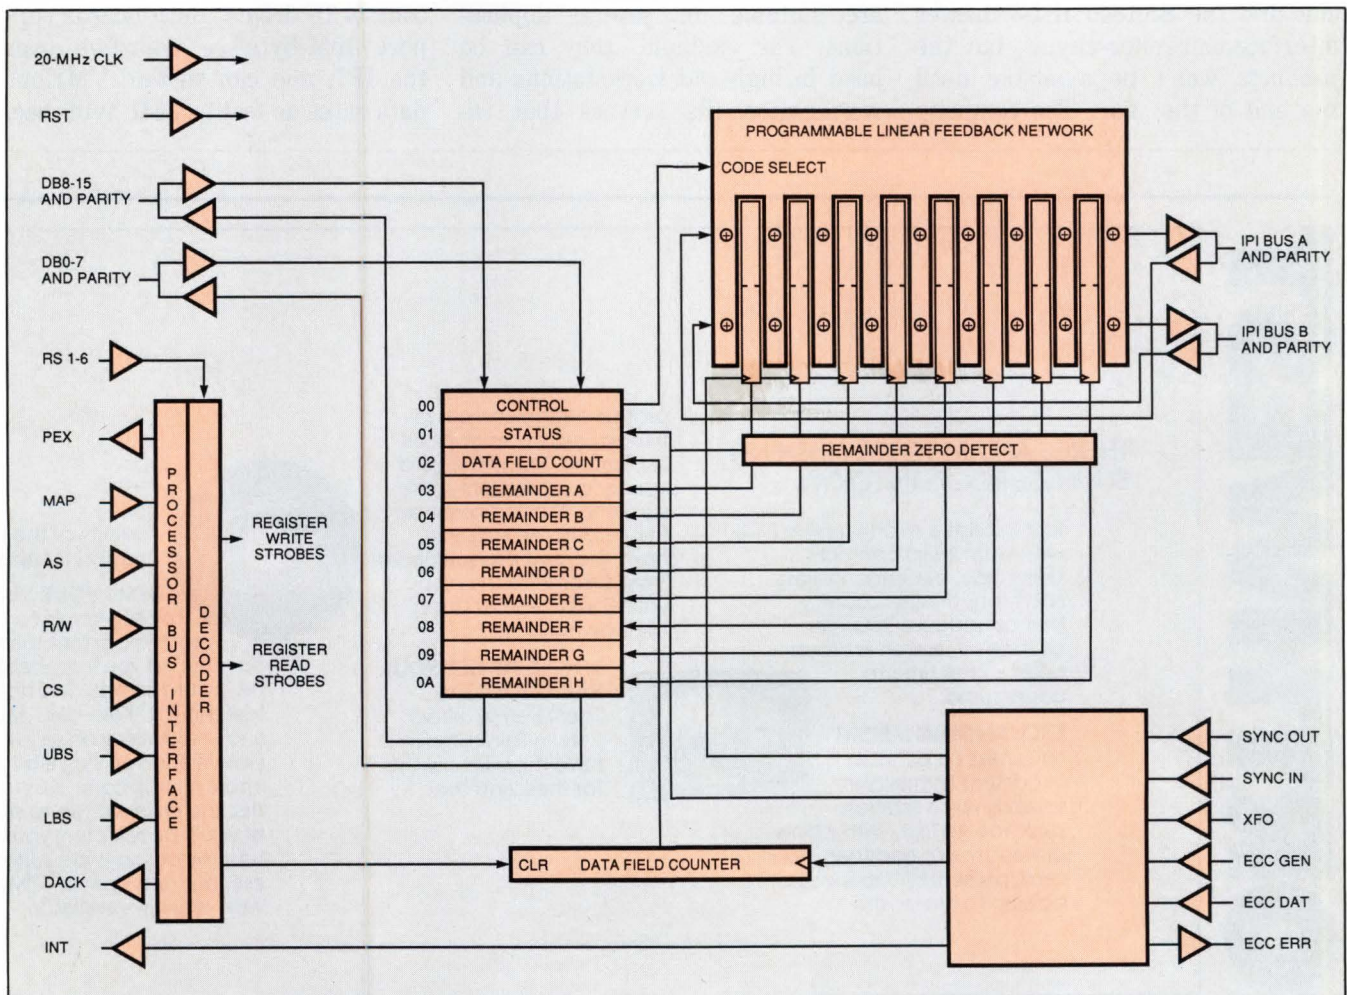 20-MHz CLK
RST
DB8-15
AND PARITY
DB0-7
AND PARITY
RS 1-6
PEX
MAP
AS
R/W
CS
UBS
LBS
DACK
INT
PROCESSOR BUS INTERFACE
DECODER
REGISTER
WRITE
STROBES
REGISTER
READ
STROBES
PROGRAMMABLE LINEAR FEEDBACK NETWORK
CODE SELECT
IPI BUS A
AND PARITY
IPI BUS B
AND PARITY
00 CONTROL
01 STATUS
02 DATA FIELD COUNT
03 REMAINDER A
04 REMAINDER B
05 REMAINDER C
06 REMAINDER D
07 REMAINDER E
08 REMAINDER F
09 REMAINDER G
0A REMAINDER H
REMAINDER ZERO DETECT
CLR DATA FIELD COUNTER
SYNC OUT
SYNC IN
XFO
ECC GEN
ECC DAT
ECC ERR